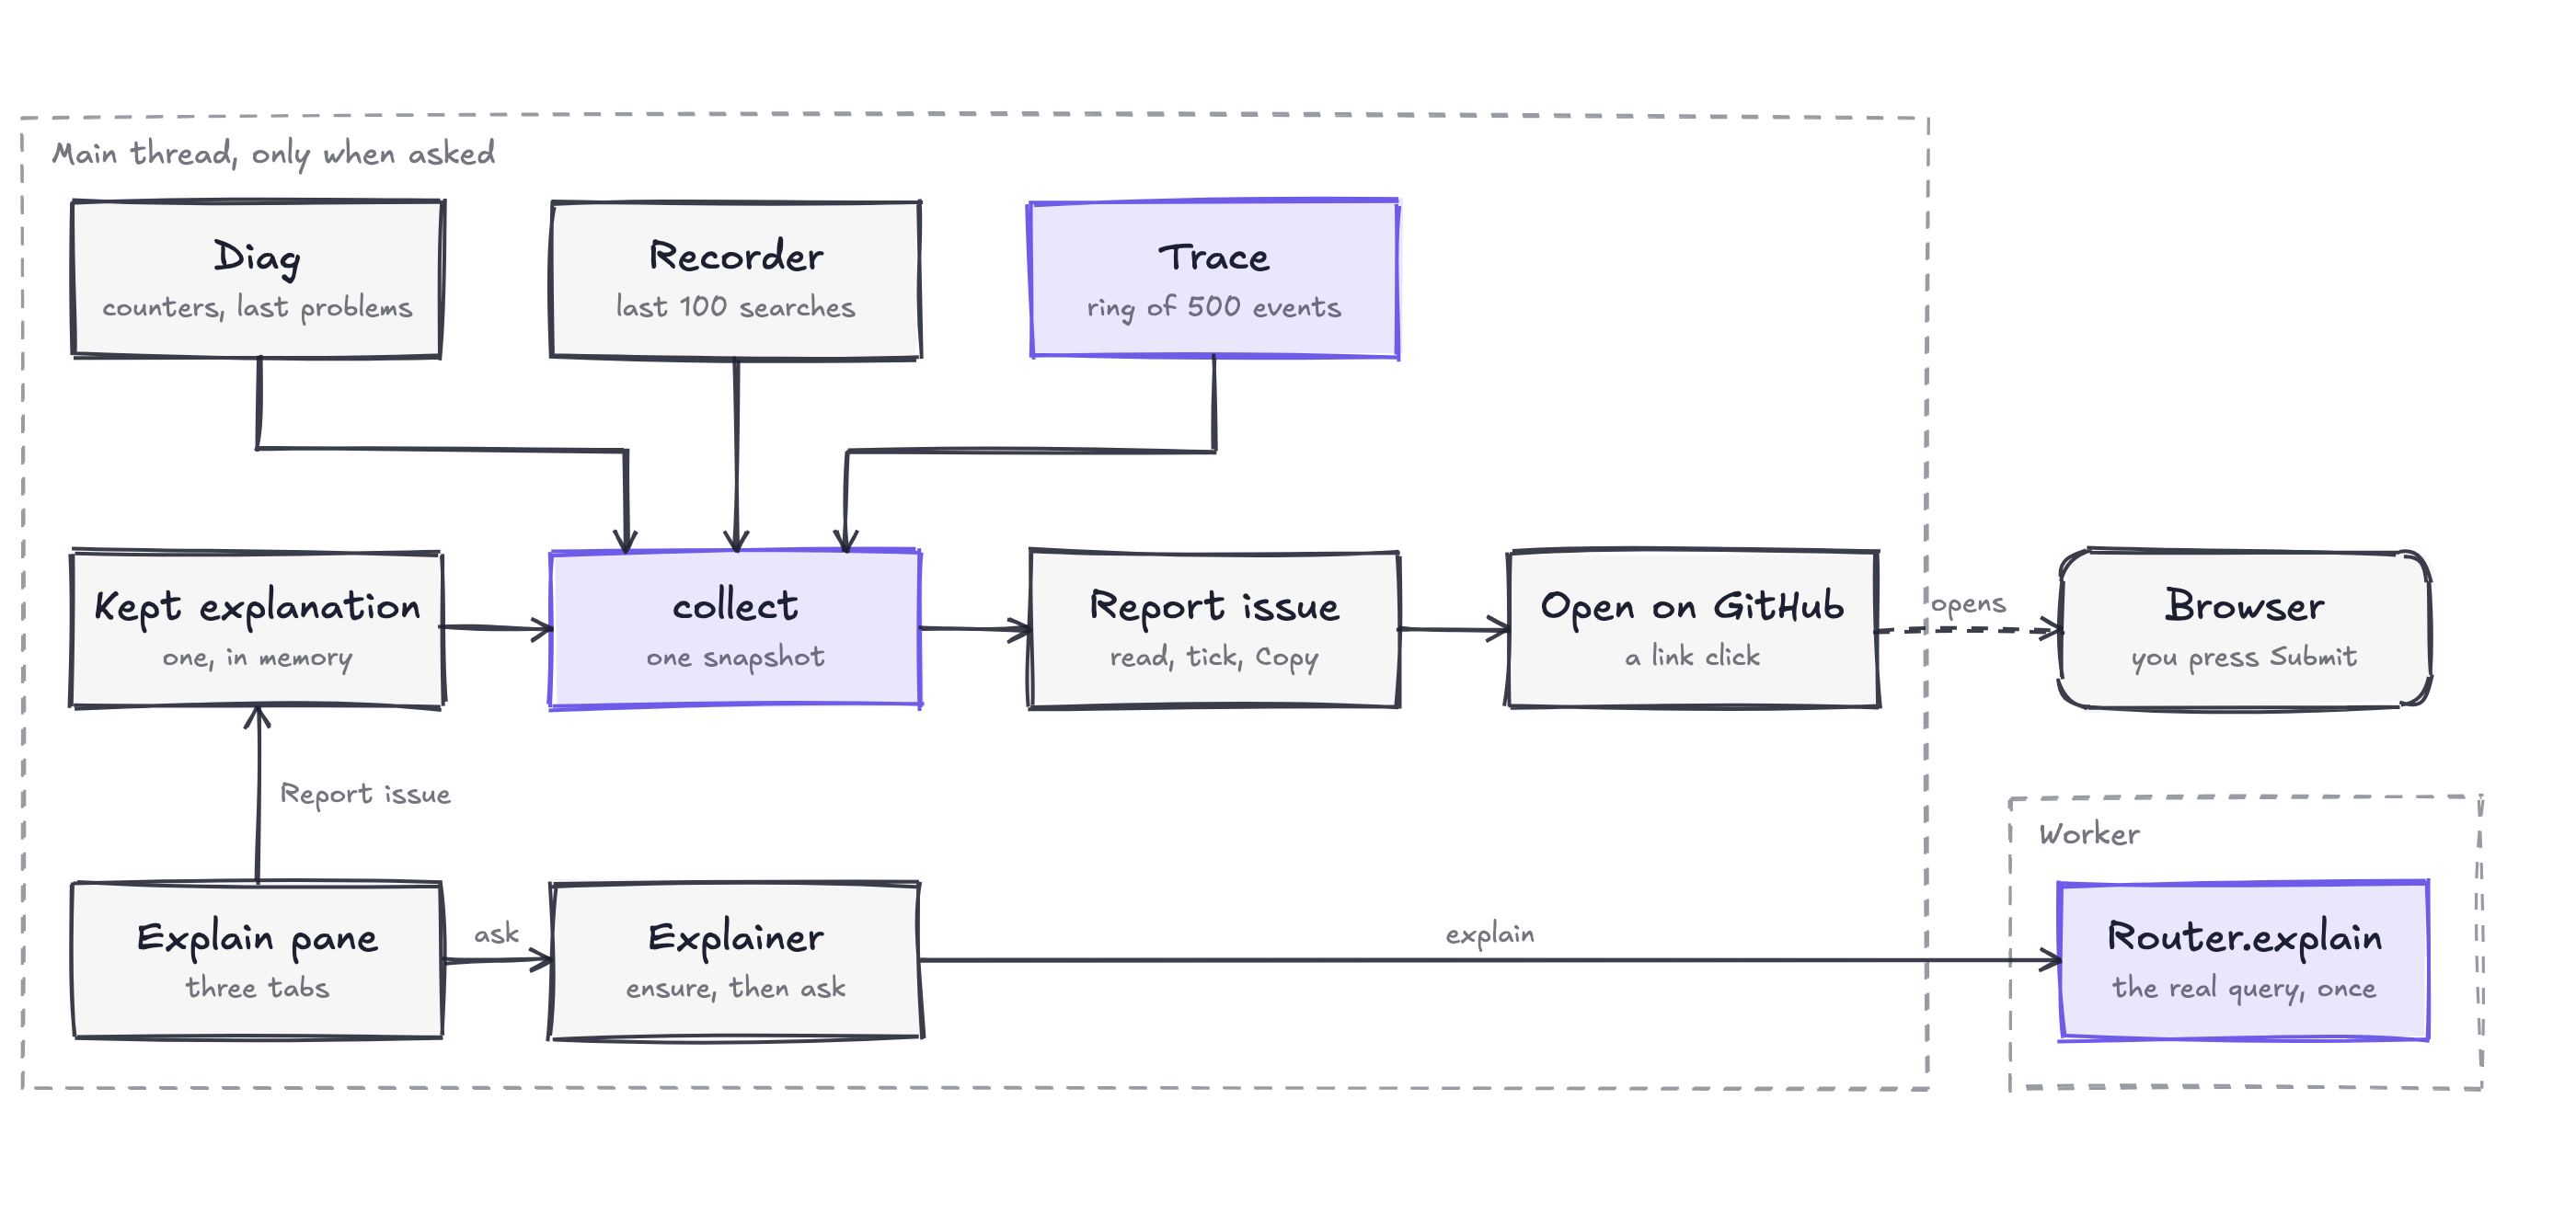 Main thread, only when asked
Diag
counters, last problems
Recorder
last 100 searches
Trace
ring of 500 events
Kept explanation
one, in memory
collect
one snapshot
Report issue
read, tick, Copy
Open on GitHub
a link click
opens
Browser
you press Submit
Report issue
Worker
Explain pane
three tabs
ask
Explainer
ensure, then ask
explain
Router.explain
the real query, once